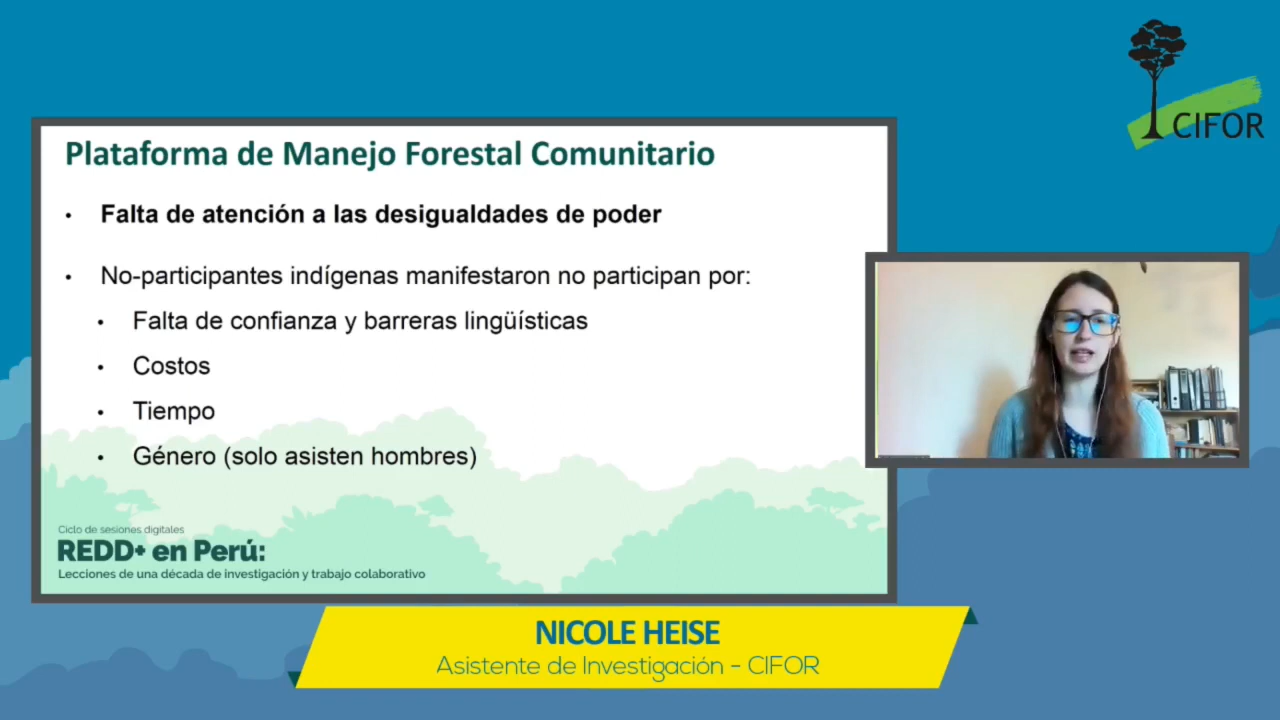 CIFOR
Plataforma de Manejo Forestal Comunitario
• Falta de atención a las desigualdades de poder
• No-participantes indígenas manifestaron no participan por:
• Falta de confianza y barreras lingüísticas
• Costos
• Tiempo
• Género (solo asisten hombres)
Ciclo de sesiones digitales
REDD+ en Perú:
Lecciones de una década de investigación y trabajo colaborativo
NICOLE HEISE
Asistente de Investigación - CIFOR